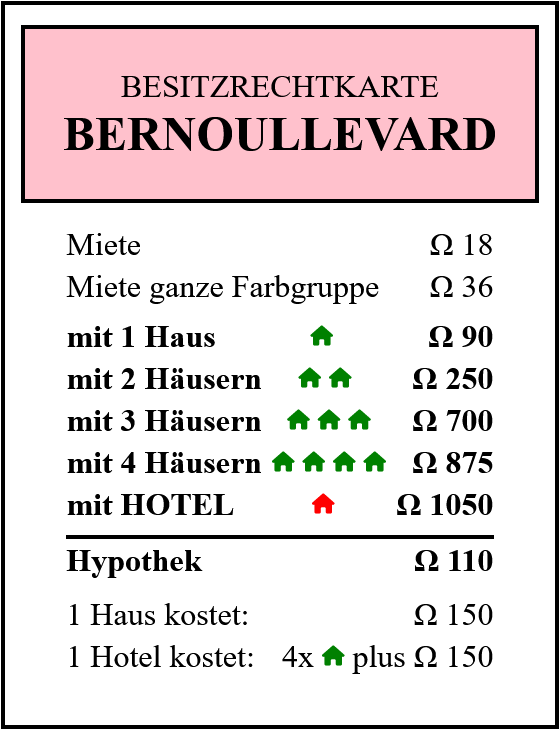 BESITZRECHTKARTE
BERNOULLEVARD
Miete Ω 18
Miete ganze Farbgruppe Ω 36
mit 1 Haus Ω 90
mit 2 Häusern Ω 250
mit 3 Häusern Ω 700
mit 4 Häusern Ω 875
mit HOTEL Ω 1050
Hypothek Ω 110
1 Haus kostet: Ω 150
1 Hotel kostet: 4x plus Ω 150